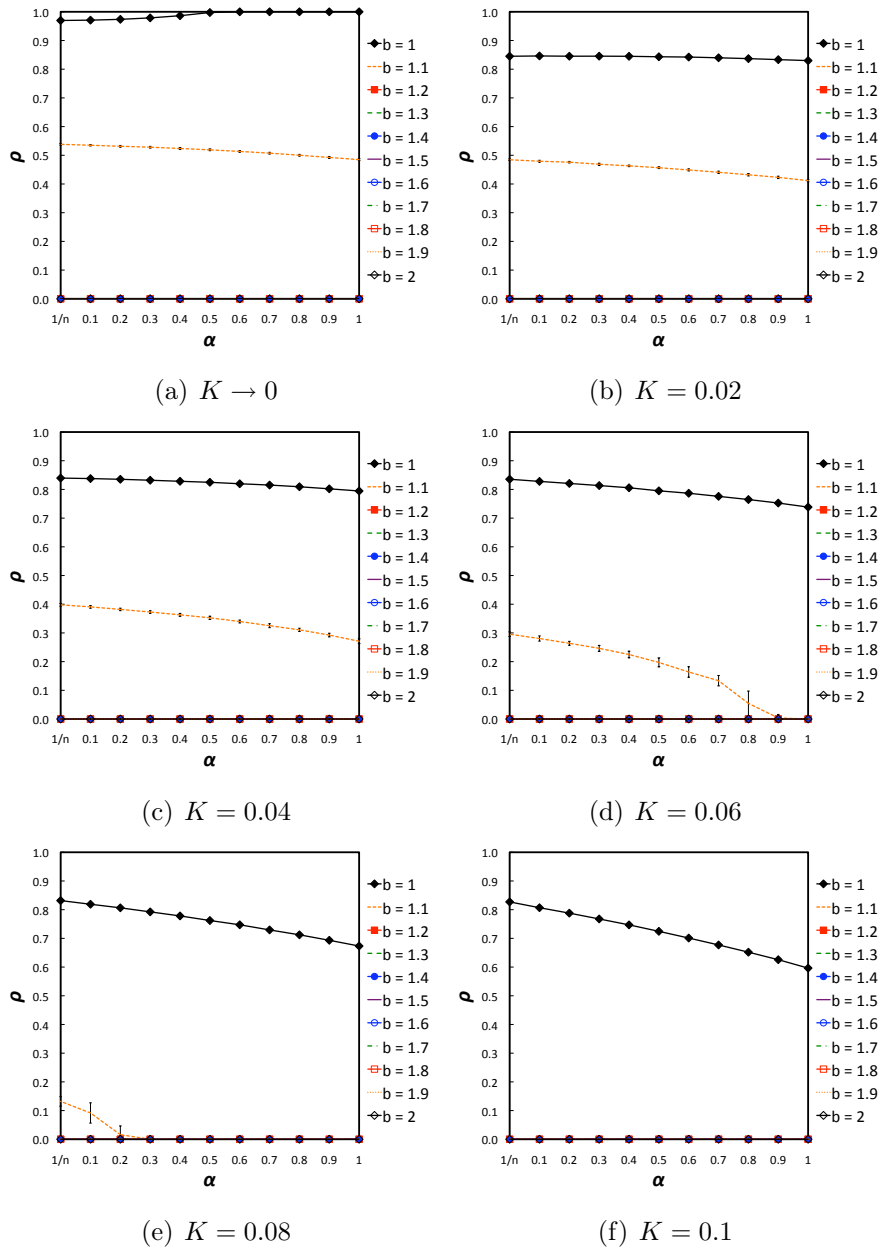 1.0
0.9
0.8
0.7
0.6
0.5
0.4
0.3
0.2
0.1
0.0
ρ
1/n 0.1 0.2 0.3 0.4 0.5 0.6 0.7 0.8 0.9 1
α
b = 1
b = 1.1
b = 1.2
b = 1.3
b = 1.4
b = 1.5
b = 1.6
b = 1.7
b = 1.8
b = 1.9
b = 2
(a) K → 0
1.0
0.9
0.8
0.7
0.6
0.5
0.4
0.3
0.2
0.1
0.0
ρ
1/n 0.1 0.2 0.3 0.4 0.5 0.6 0.7 0.8 0.9 1
α
b = 1
b = 1.1
b = 1.2
b = 1.3
b = 1.4
b = 1.5
b = 1.6
b = 1.7
b = 1.8
b = 1.9
b = 2
(b) K = 0.02
1.0
0.9
0.8
0.7
0.6
0.5
0.4
0.3
0.2
0.1
0.0
ρ
1/n 0.1 0.2 0.3 0.4 0.5 0.6 0.7 0.8 0.9 1
α
b = 1
b = 1.1
b = 1.2
b = 1.3
b = 1.4
b = 1.5
b = 1.6
b = 1.7
b = 1.8
b = 1.9
b = 2
(c) K = 0.04
1.0
0.9
0.8
0.7
0.6
0.5
0.4
0.3
0.2
0.1
0.0
ρ
1/n 0.1 0.2 0.3 0.4 0.5 0.6 0.7 0.8 0.9 1
α
b = 1
b = 1.1
b = 1.2
b = 1.3
b = 1.4
b = 1.5
b = 1.6
b = 1.7
b = 1.8
b = 1.9
b = 2
(d) K = 0.06
1.0
0.9
0.8
0.7
0.6
0.5
0.4
0.3
0.2
0.1
0.0
ρ
1/n 0.1 0.2 0.3 0.4 0.5 0.6 0.7 0.8 0.9 1
α
b = 1
b = 1.1
b = 1.2
b = 1.3
b = 1.4
b = 1.5
b = 1.6
b = 1.7
b = 1.8
b = 1.9
b = 2
(e) K = 0.08
1.0
0.9
0.8
0.7
0.6
0.5
0.4
0.3
0.2
0.1
0.0
ρ
1/n 0.1 0.2 0.3 0.4 0.5 0.6 0.7 0.8 0.9 1
α
b = 1
b = 1.1
b = 1.2
b = 1.3
b = 1.4
b = 1.5
b = 1.6
b = 1.7
b = 1.8
b = 1.9
b = 2
(f) K = 0.1